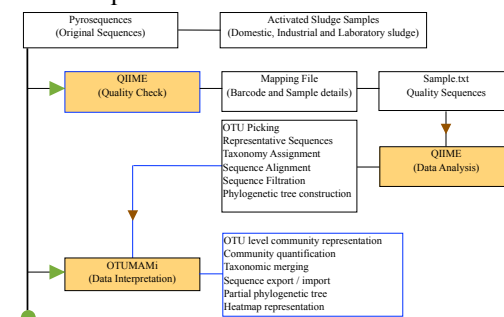 Pyrosequences
(Original Sequences)
Activated Sludge Samples
(Domestic, Industrial and Laboratory sludge)
QIIME
(Quality Check)
Mapping File
(Barcode and Sample details)
Sample.txt
Quality Sequences
OTU Picking
Representative Sequences
Taxonomy Assignment
Sequence Alignment
Sequence Filtration
Phylogenetic tree construction
QIIME
(Data Analysis)
OTUMAMi
(Data Interpretation)
OTU level community representation
Community quantification
Taxonomic merging
Sequence export / import
Partial phylogenetic tree
Heatmap representation